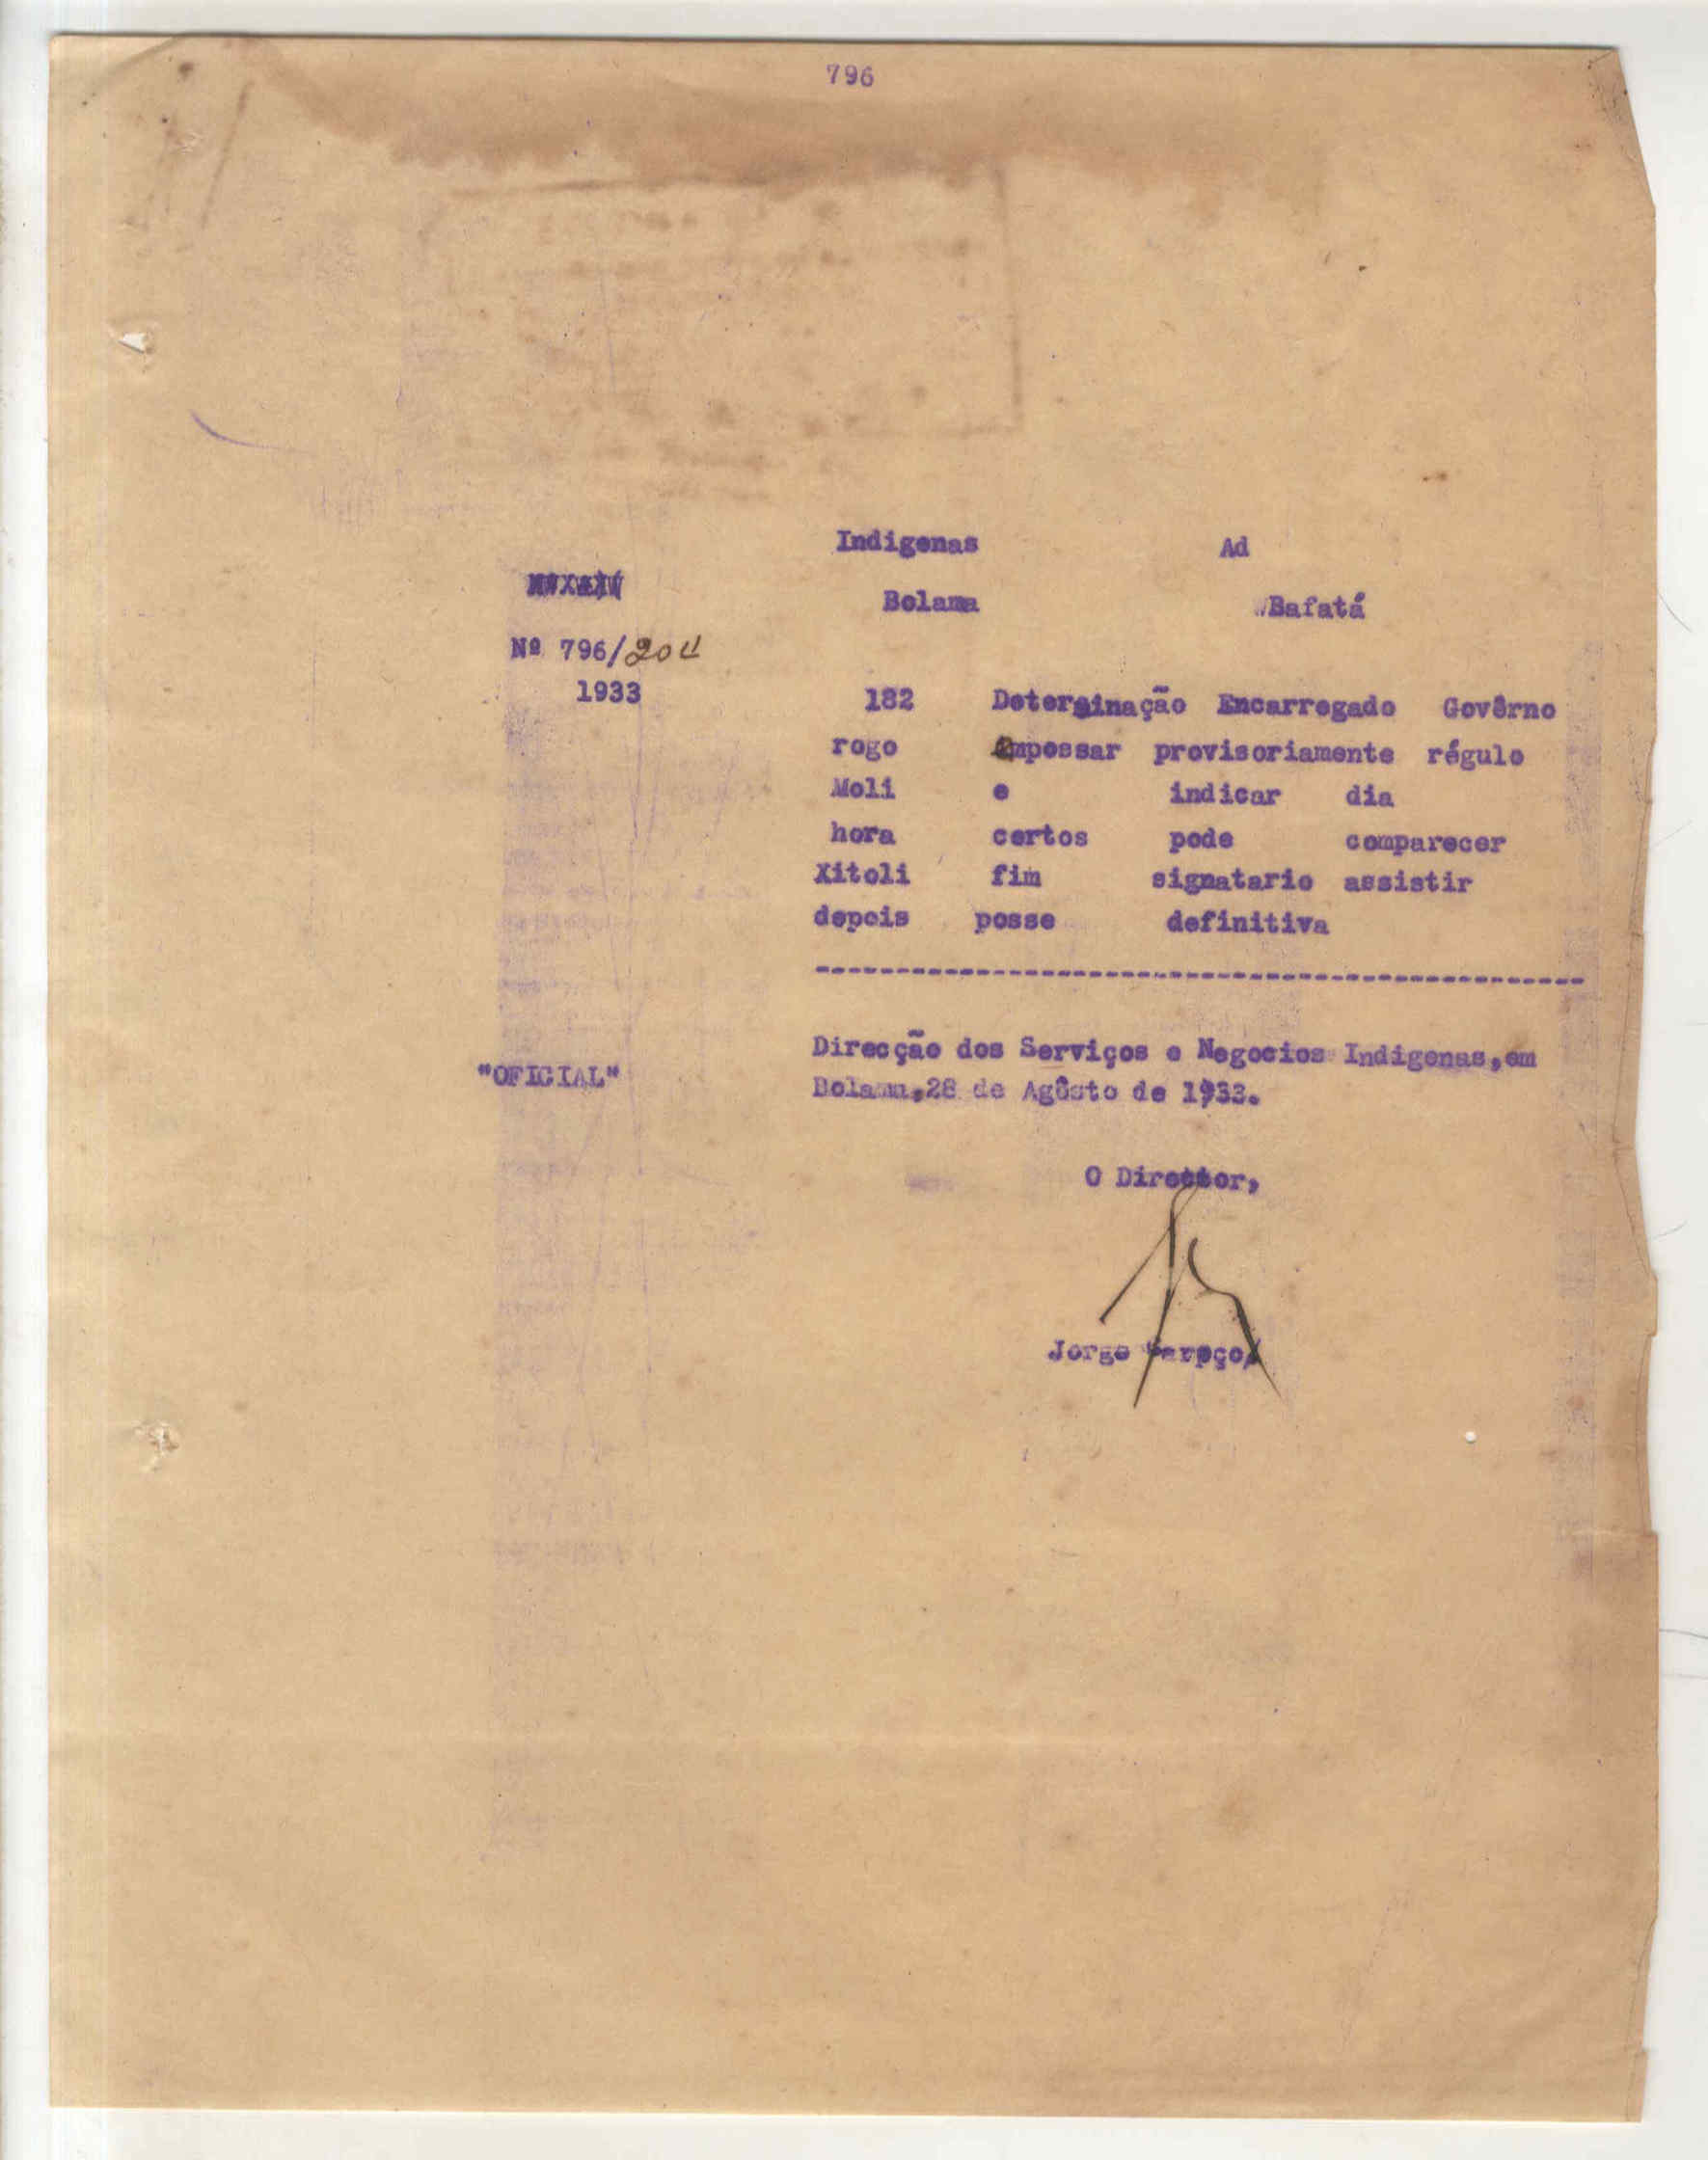 796
Indigenas Ad
Bolama Bafatá
Nº 796/204
1933
182 Determinação Encarregado Govêrno
rogo empossar provisoriamente régulo
Moli e indicar dia
hora certos pode comparecer
Xitoli fim signatario assistir
depois posse definitiva
"OFICIAL"
Direcção dos Serviços e Negocios Indigenas, em
Bolama, 28 de Agôsto de 1933.
O Director,
Jorge